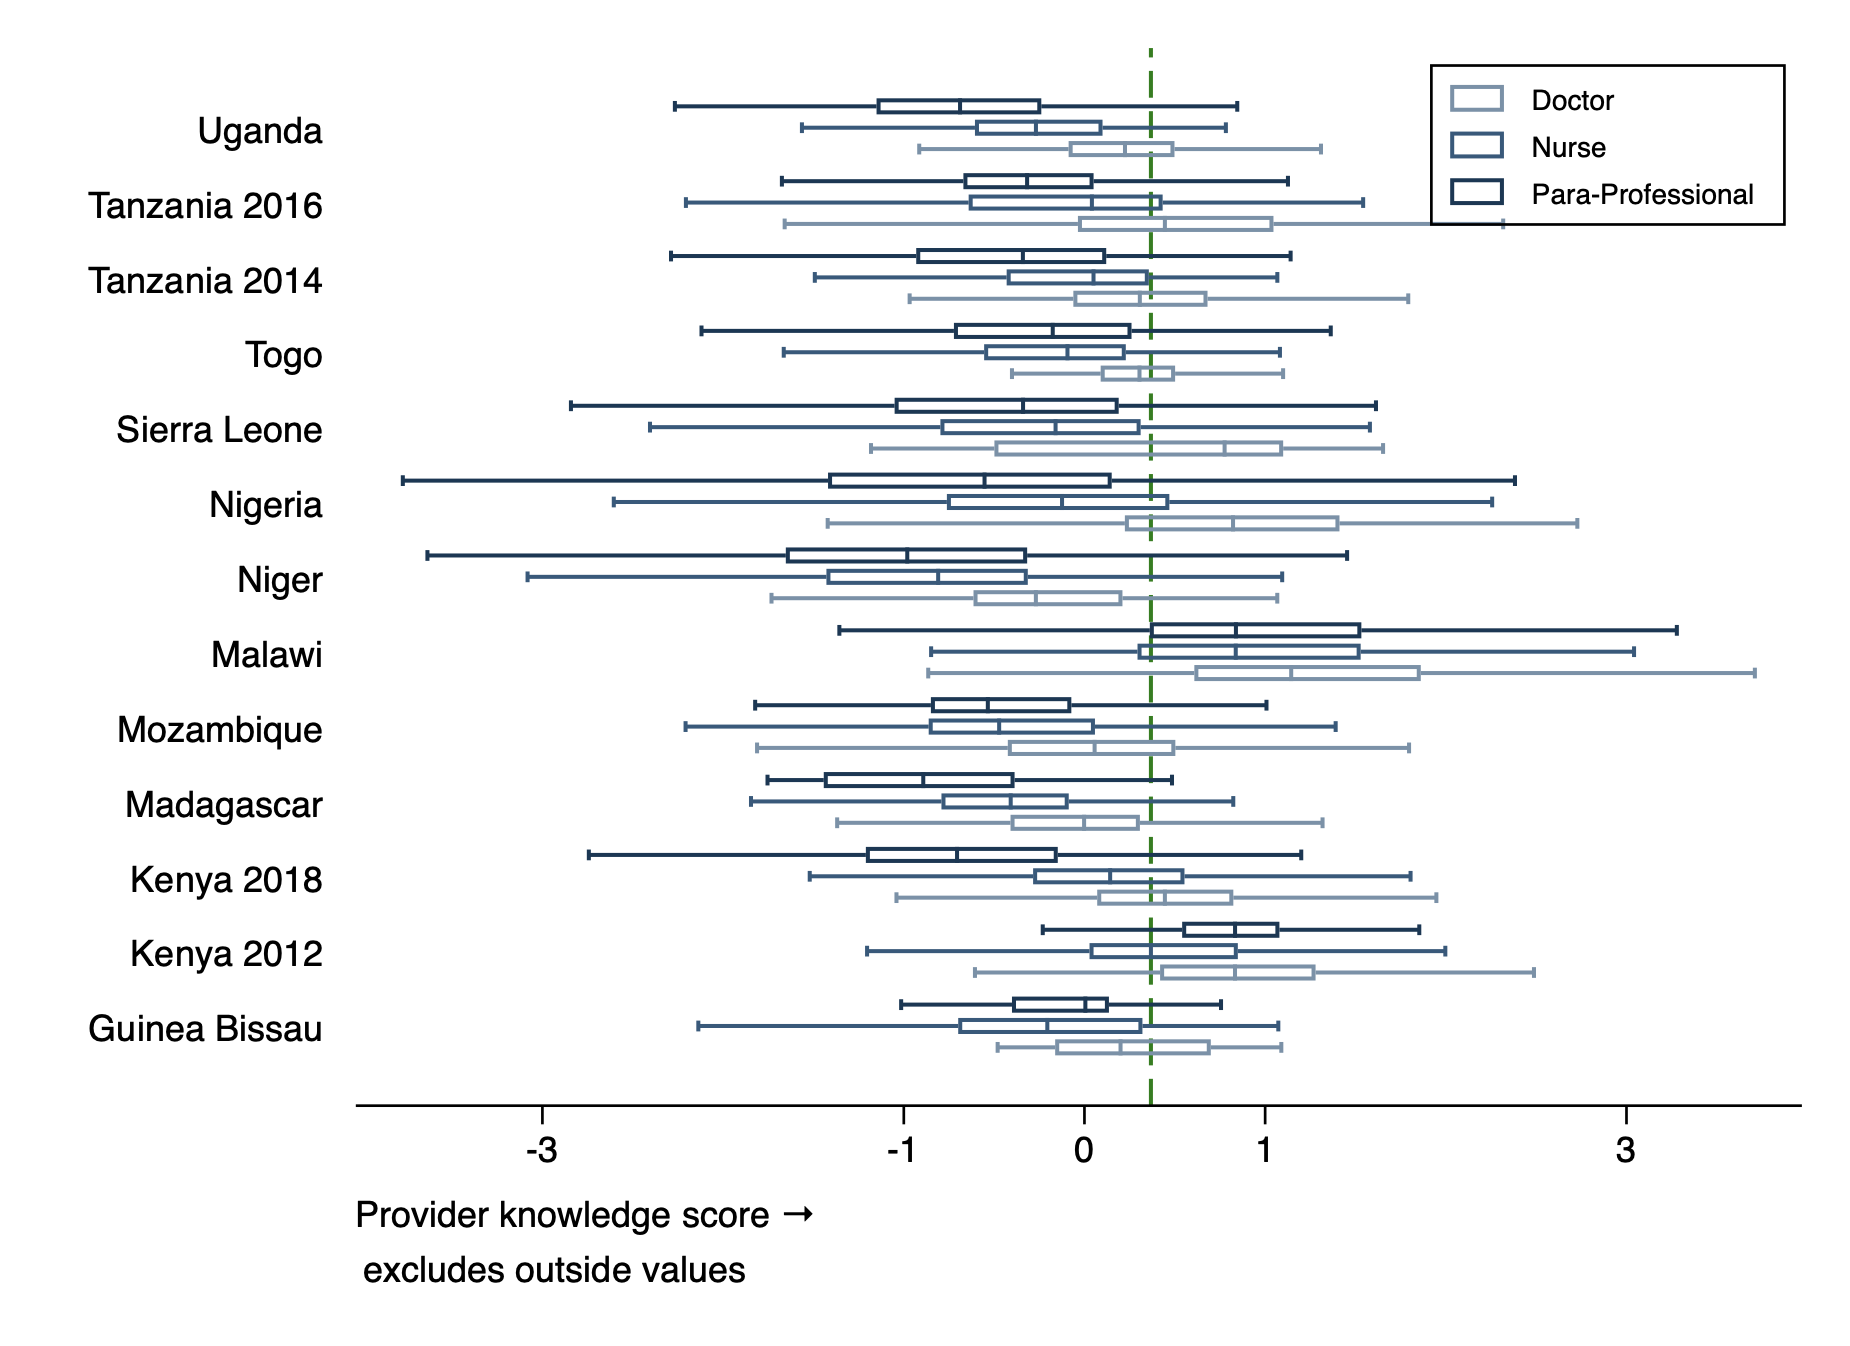 Doctor
Nurse
Para-Professional
Uganda
Tanzania 2016
Tanzania 2014
Togo
Sierra Leone
Nigeria
Niger
Malawi
Mozambique
Madagascar
Kenya 2018
Kenya 2012
Guinea Bissau
-3 -1 0 1 3
Provider knowledge score →
excludes outside values